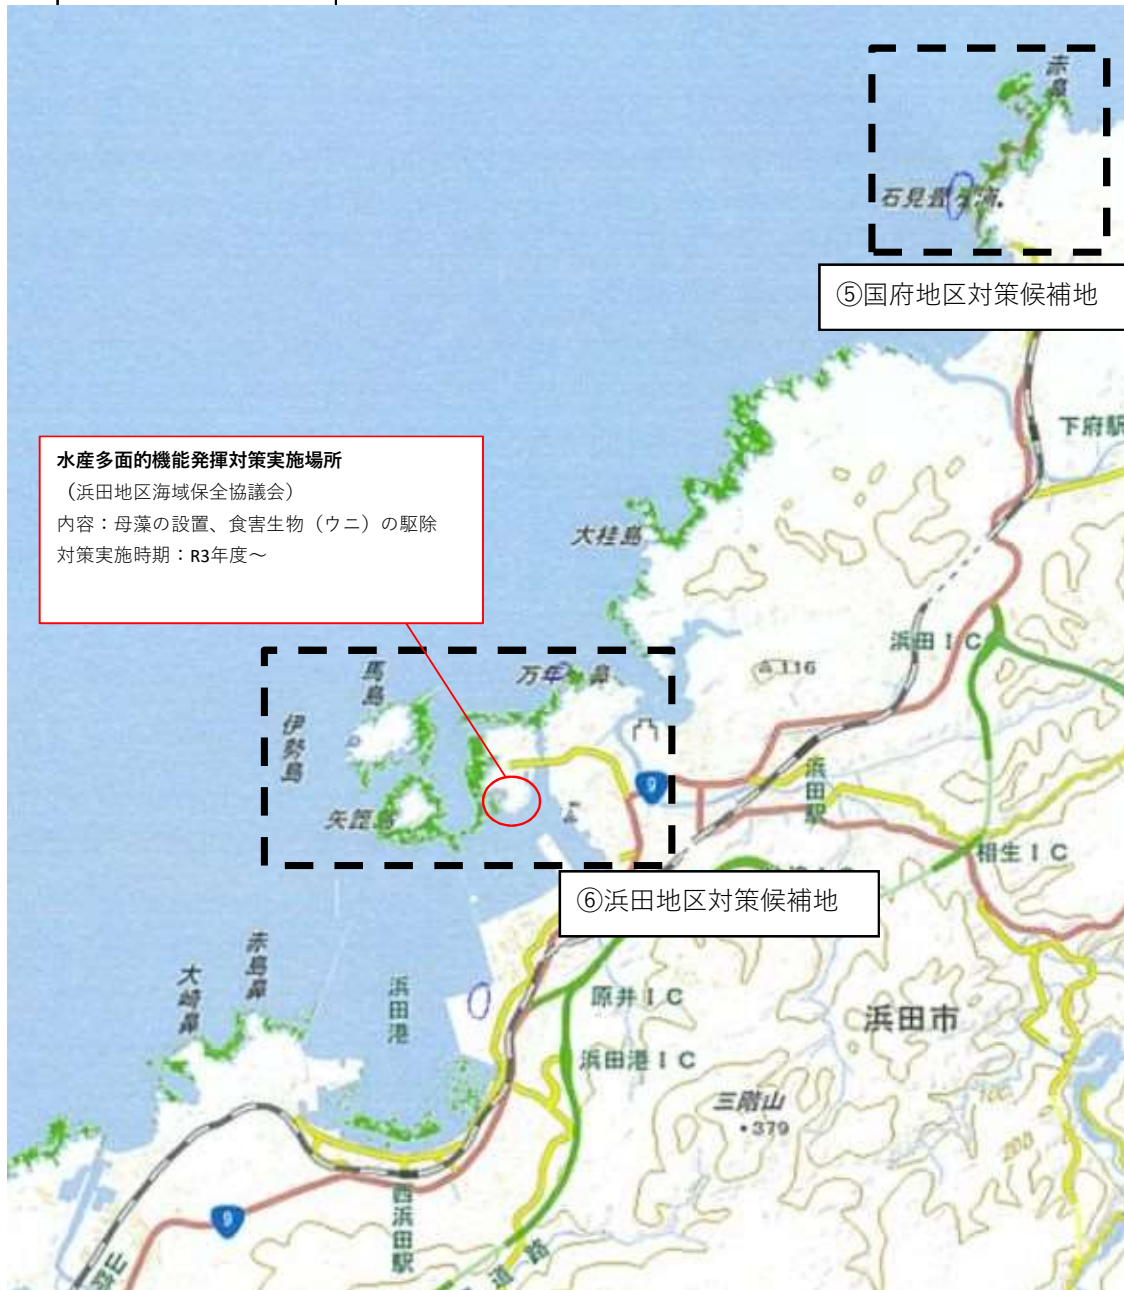 赤鼻
石見畳ヶ浦
⑤国府地区対策候補地
下府駅
水産多面的機能発揮対策実施場所
（浜田地区海域保全協議会）
内容：母藻の設置、食害生物（ウニ）の駆除
対策実施時期：R3年度～
大桂島
浜田IC
116
馬島
万年鼻
伊勢島
9
浜田駅
矢箆島
相生IC
⑥浜田地区対策候補地
赤島鼻
大崎鼻
浜田港
原井IC
浜田市
浜田港IC
三階山
・379
100
200
9
西浜田駅
道路